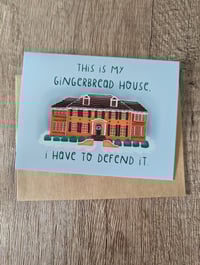 THIS IS MY
GINGERBREAD HOUSE.
I HAVE TO DEFEND IT.